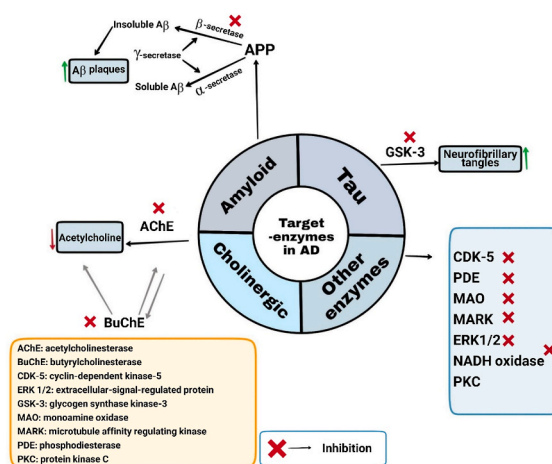 Insoluble Aβ
β-secretase
γ-secretase
APP
Aβ plaques
Soluble Aβ
α-secretase
GSK-3
Neurofibrillary
tangles
Amyloid
Tau
Target
-enzymes
in AD
Cholinergic
Other
enzymes
AChE
Acetylcholine
BuChE
CDK-5
PDE
MAO
MARK
ERK1/2
NADH oxidase
PKC
AChE: acetylcholinesterase
BuChE: butyrylcholinesterase
CDK-5: cyclin-dependent kinase-5
ERK 1/2: extracellular-signal-regulated protein
GSK-3: glycogen synthase kinase-3
MAO: monoamine oxidase
MARK: microtubule affinity regulating kinase
PDE: phosphodiesterase
PKC: protein kinase C
Inhibition